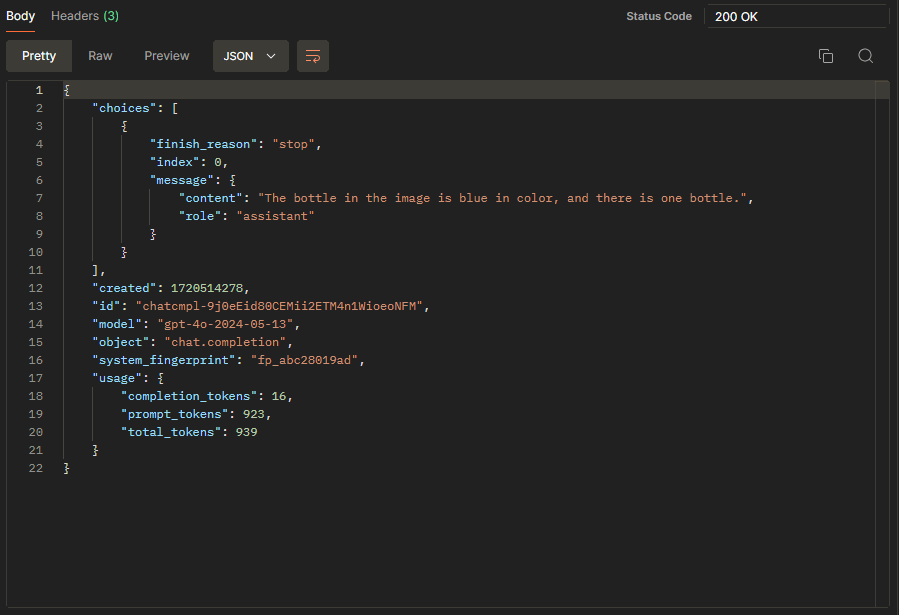 Body Headers (3) Status Code 200 OK
Pretty Raw Preview JSON
1 {
2 "choices": [
3 {
4 "finish_reason": "stop",
5 "index": 0,
6 "message": {
7 "content": "The bottle in the image is blue in color, and there is one bottle.",
8 "role": "assistant"
9 }
10 }
11 ],
12 "created": 1720514278,
13 "id": "chatcmpl-9j0eEid80CEMii2ETM4n1WioeoNFM",
14 "model": "gpt-4o-2024-05-13",
15 "object": "chat.completion",
16 "system_fingerprint": "fp_abc28019ad",
17 "usage": {
18 "completion_tokens": 16,
19 "prompt_tokens": 923,
20 "total_tokens": 939
21 }
22 }